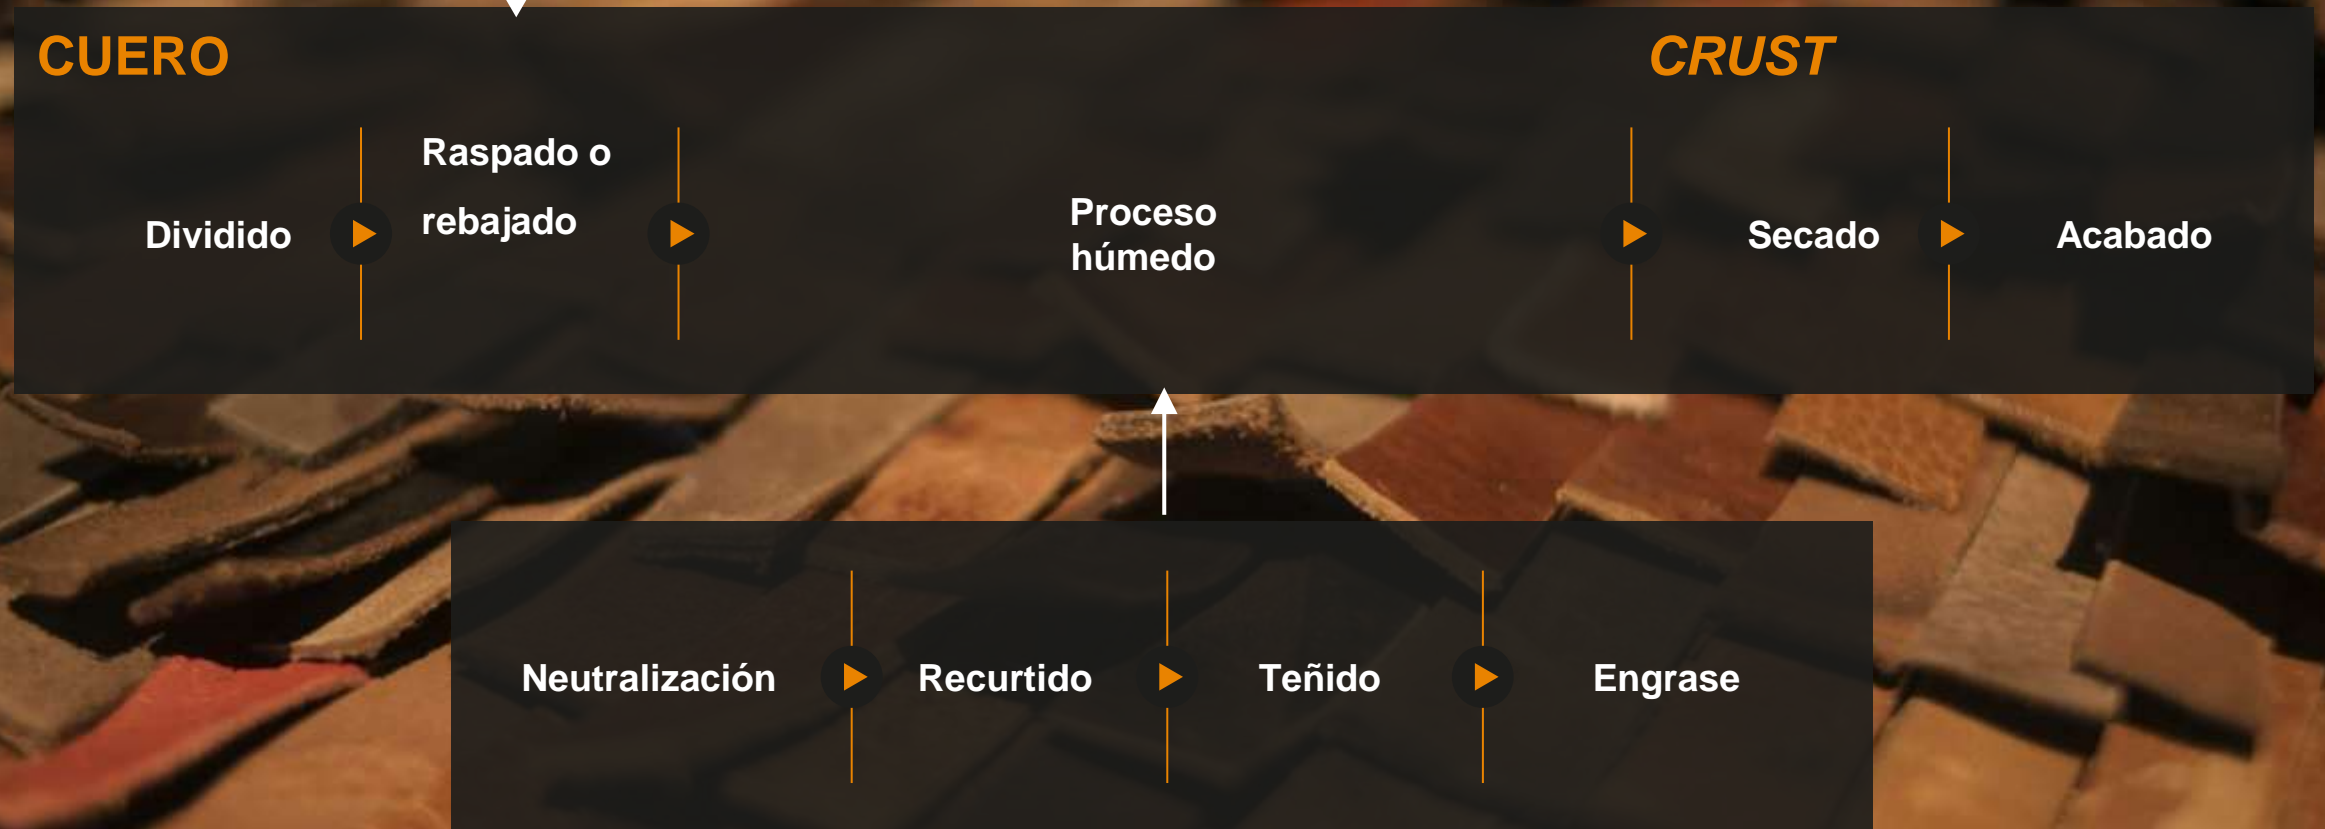 CUERO
CRUST
Dividido
Raspado o
rebajado
Proceso
húmedo
Secado
Acabado
Neutralización
Recurtido
Teñido
Engrase